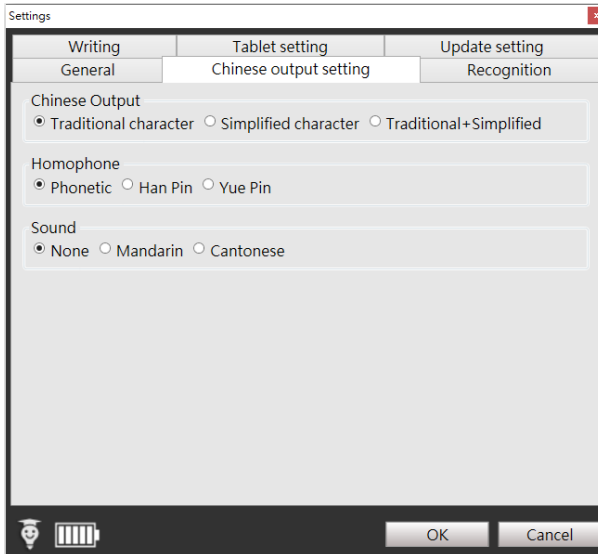 Settings
Writing Tablet setting Update setting
General Chinese output setting Recognition
Chinese Output
Traditional character Simplified character Traditional+Simplified
Homophone
Phonetic Han Pin Yue Pin
Sound
None Mandarin Cantonese
OK Cancel